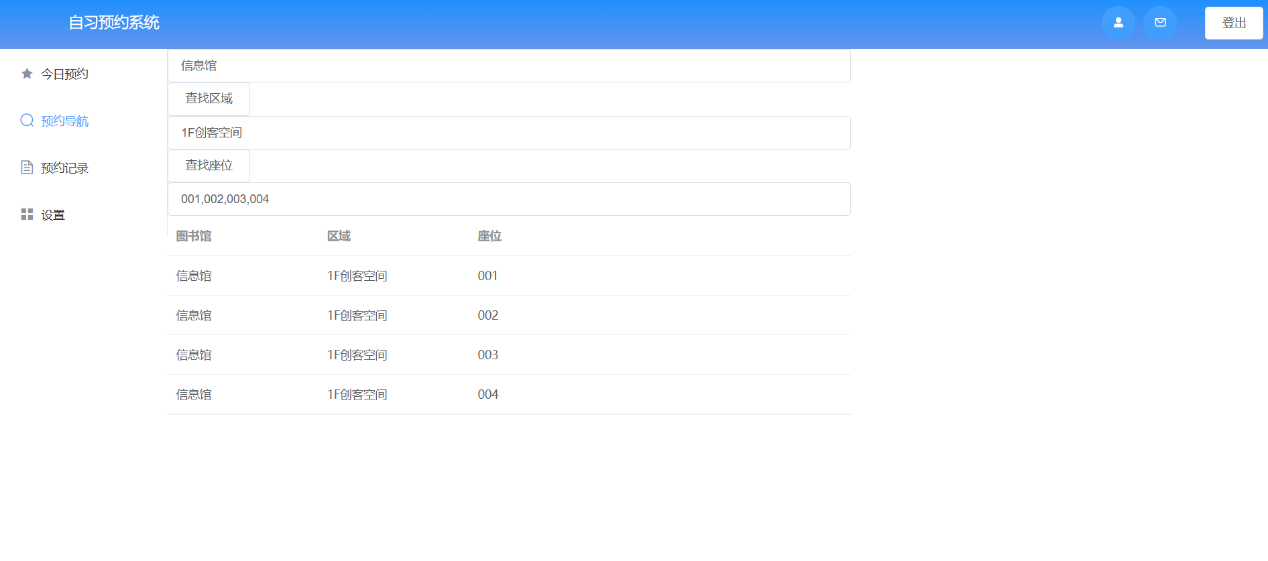 自习预约系统
登出
今日预约
预约导航
预约记录
设置
信息馆
查找区域
1F创客空间
查找座位
001,002,003,004
图书馆 区域 座位
信息馆 1F创客空间 001
信息馆 1F创客空间 002
信息馆 1F创客空间 003
信息馆 1F创客空间 004